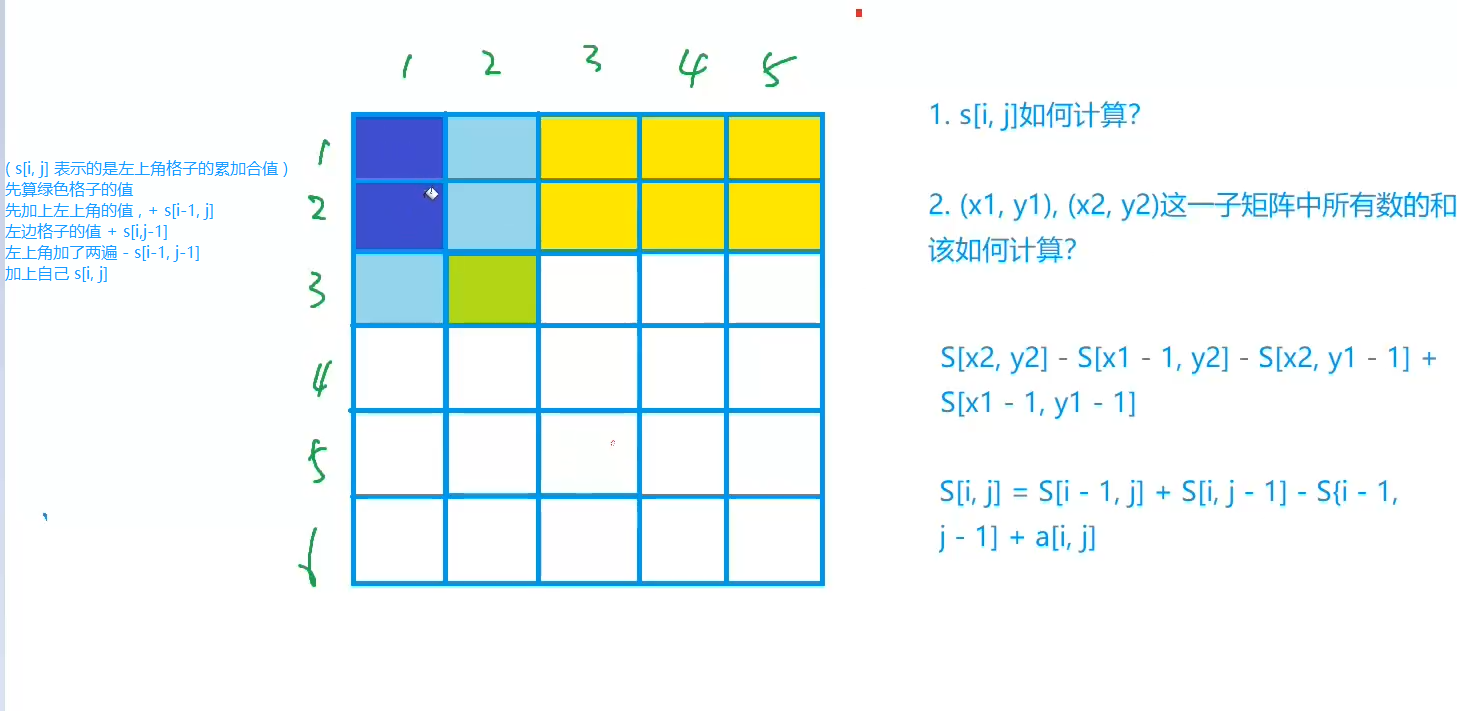 1 2 3 4 5
1
2
3
4
5
( s[i, j] 表示的是左上角格子的累加合值 )
先算绿色格子的值
先加上左上角的值 , + s[i-1, j]
左边格子的值 + s[i,j-1]
左上角加了两遍 - s[i-1, j-1]
加上自己 s[i, j]
1. s[i, j]如何计算?
2. (x1, y1), (x2, y2)这一子矩阵中所有数的和
该如何计算?
S[x2, y2] - S[x1 - 1, y2] - S[x2, y1 - 1] +
S[x1 - 1, y1 - 1]
S[i, j] = S[i - 1, j] + S[i, j - 1] - S{i - 1,
j - 1] + a[i, j]